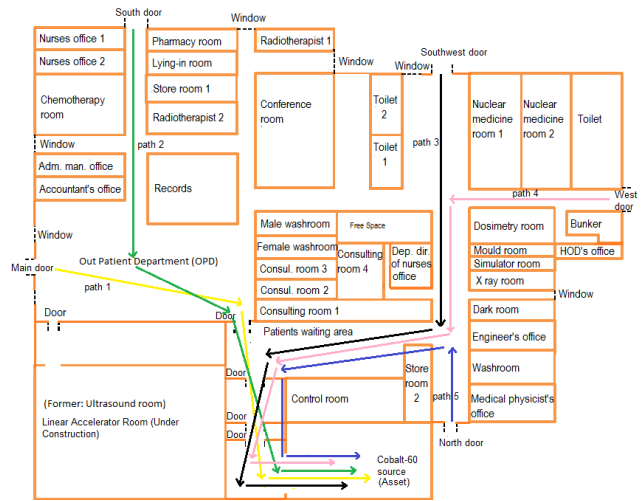 South door
Window
Nurses office 1
Pharmacy room
Radiotherapist 1
Southwest door
Nurses office 2
Lying-in room
Window
Window
Chemotherapy
room
Store room 1
Radiotherapist 2
Conference
room
Toilet
2
Toilet
1
Nuclear
medicine
room 1
Nuclear
medicine
room 2
Toilet
Window
path 2
path 3
Adm. man. office
Accountant's office
Records
path 4
West
door
Window
Male washroom
Free Space
Dosimetry room
Bunker
Female washroom
Consulting
room 4
Dep. dir.
of nurses
office
Mould room
HOD's office
Main door
Out Patient Department (OPD)
Consul. room 3
Simulator room
path 1
Consul. room 2
X ray room
Window
Door
Door
Consulting room 1
Dark room
Patients waiting area
Engineer's office
Door
Store
room
2
Washroom
(Former: Ultrasound room)
Control room
path 5
Medical physicist's
office
Linear Accelerator Room (Under
Construction)
Door
Door
North door
Cobalt-60
source
(Asset)